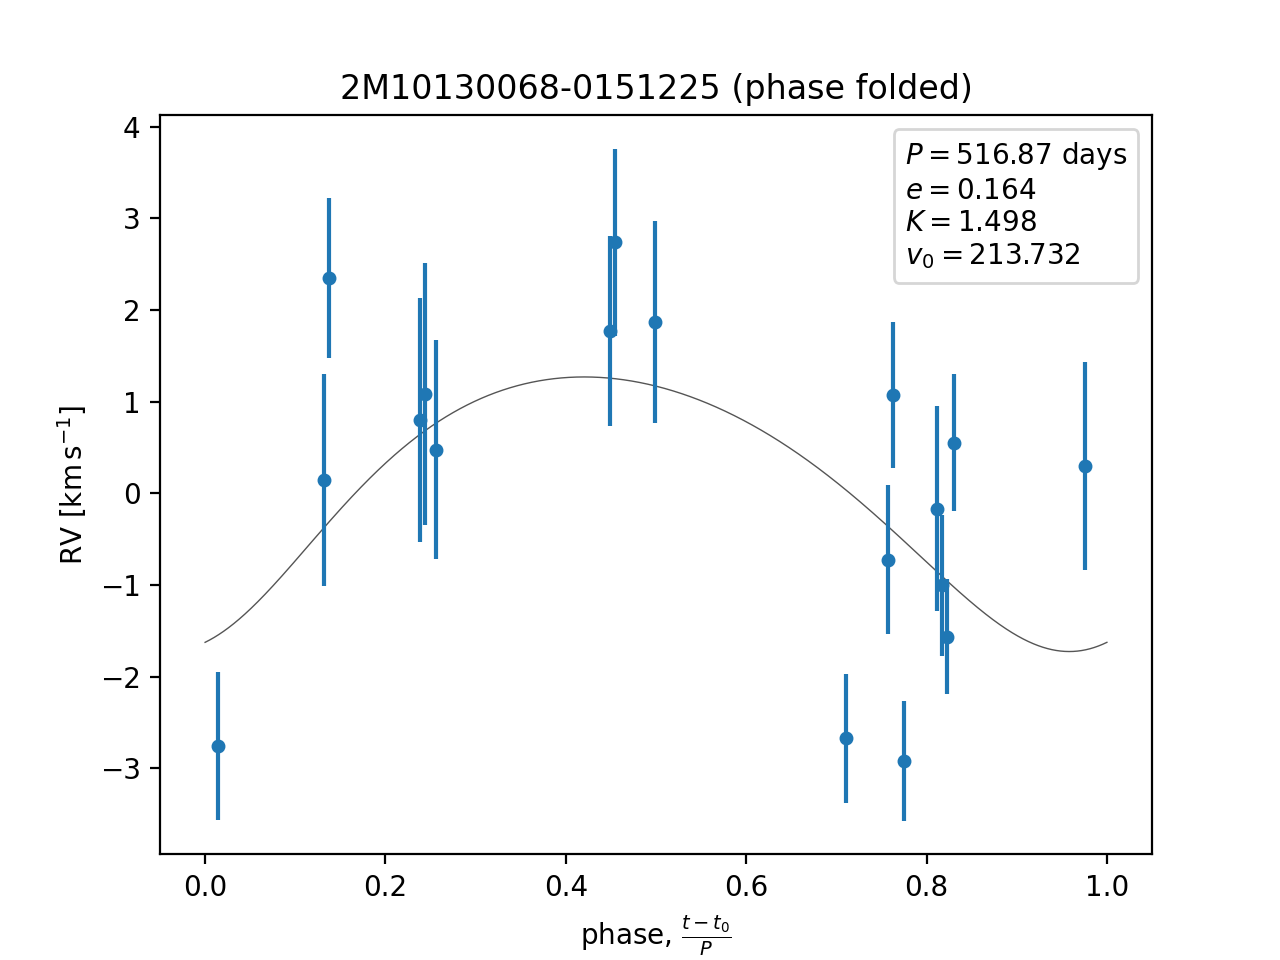 2M10130068-0151225 (phase folded)
P = 516.87 days
e = 0.164
K = 1.498
v₀ = 213.732
4
3
2
1
0
−1
−2
−3
RV [km s⁻¹]
0.0 0.2 0.4 0.6 0.8 1.0
phase, (t − t₀)/P